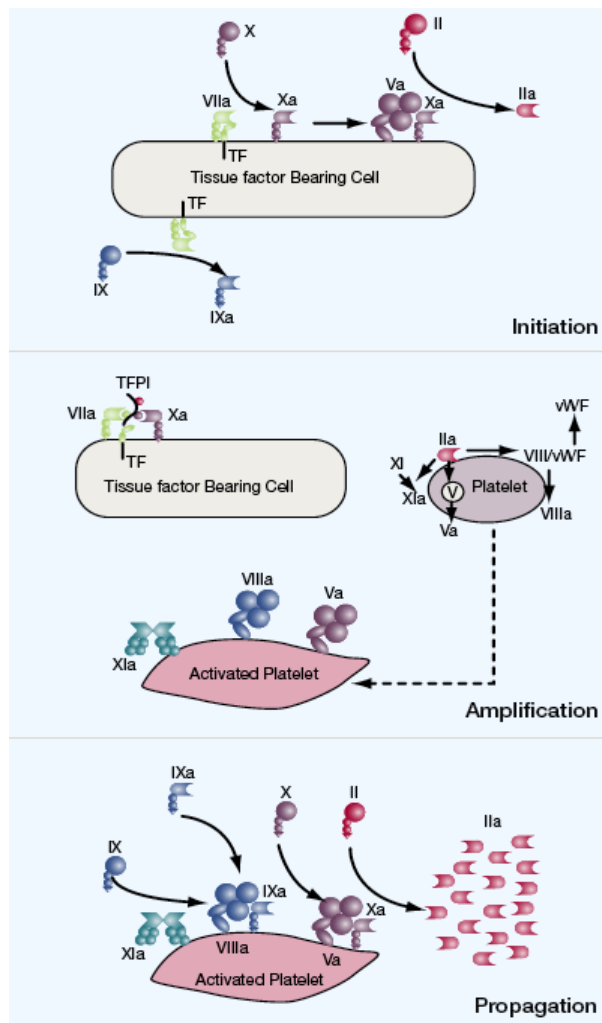 X
II
VIIa
Xa
Va
Xa
IIa
TF
Tissue factor Bearing Cell
TF
IX
IXa
Initiation
TFPI
VIIa
Xa
TF
Tissue factor Bearing Cell
vWF
IIa
VIII/vWF
XI
XIa
V
Platelet
VIIIa
Va
VIIIa
Va
XIa
Activated Platelet
Amplification
IXa
X
II
IIa
IX
IXa
Xa
XIa
VIIIa
Va
Activated Platelet
Propagation